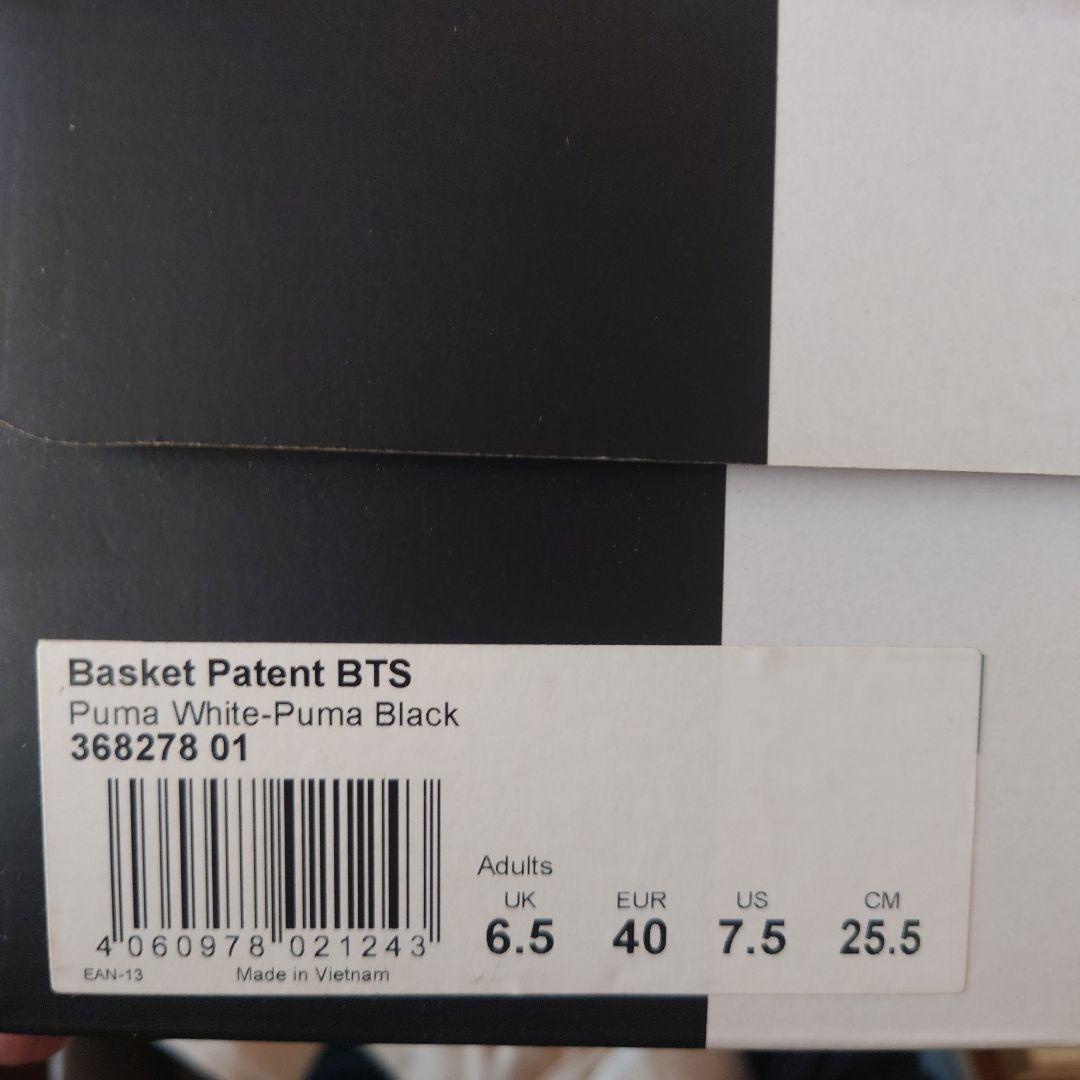 Basket Patent BTS
Puma White-Puma Black
368278 01
Adults
UK EUR US CM
6.5 40 7.5 25.5
4 060978 021243
EAN-13 Made in Vietnam